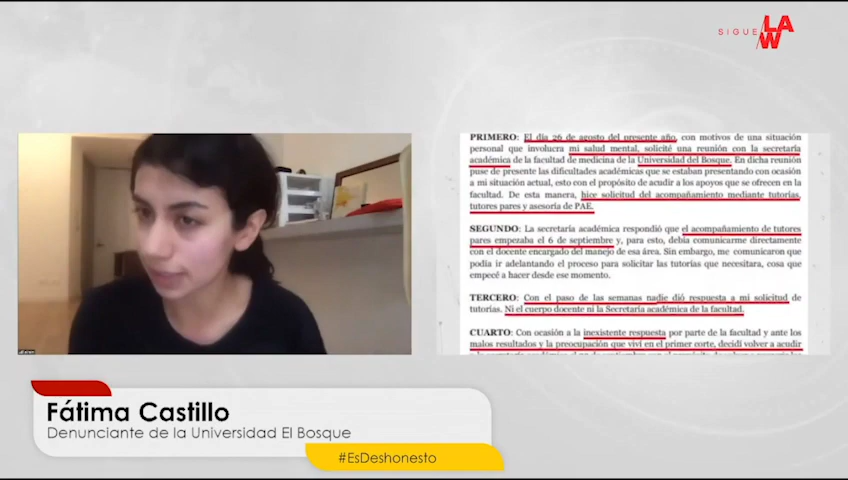 SIGUE LA
W
PRIMERO: El día 26 de agosto del presente año, con motivos de una situación
personal que involucra mi salud mental, solicité una reunión con la secretaría
académica de la facultad de medicina de la Universidad del Bosque. En dicha reunión
puse de presente las dificultades académicas que se estaban presentando con ocasión
a mi situación actual, esto con el propósito de acudir a los apoyos que se ofrecen en la
facultad. De esta manera, hice solicitud del acompañamiento mediante tutorías,
tutores pares y asesoria de PAE.
SEGUNDO: La secretaria académica respondió que el acompañamiento de tutores
pares empezaba el 6 de septiembre y, para esto, debía comunicarme directamente
con el docente encargado del manejo de esa área. Sin embargo, me comunicaron que
podía ir adelantando el proceso para solicitar las tutorías que necesitara, cosa que
empecé a hacer desde ese momento.
TERCERO: Con el paso de las semanas nadie dió respuesta a mi solicitud de
tutorías. Ni el cuerpo docente ni la Secretaría académica de la facultad.
CUARTO: Con ocasión a la inexistente respuesta por parte de la facultad y ante los
malos resultados y la preocupación que viví en el primer corte, decidí volver a acudir
Fátima Castillo
Denunciante de la Universidad El Bosque
#EsDeshonesto